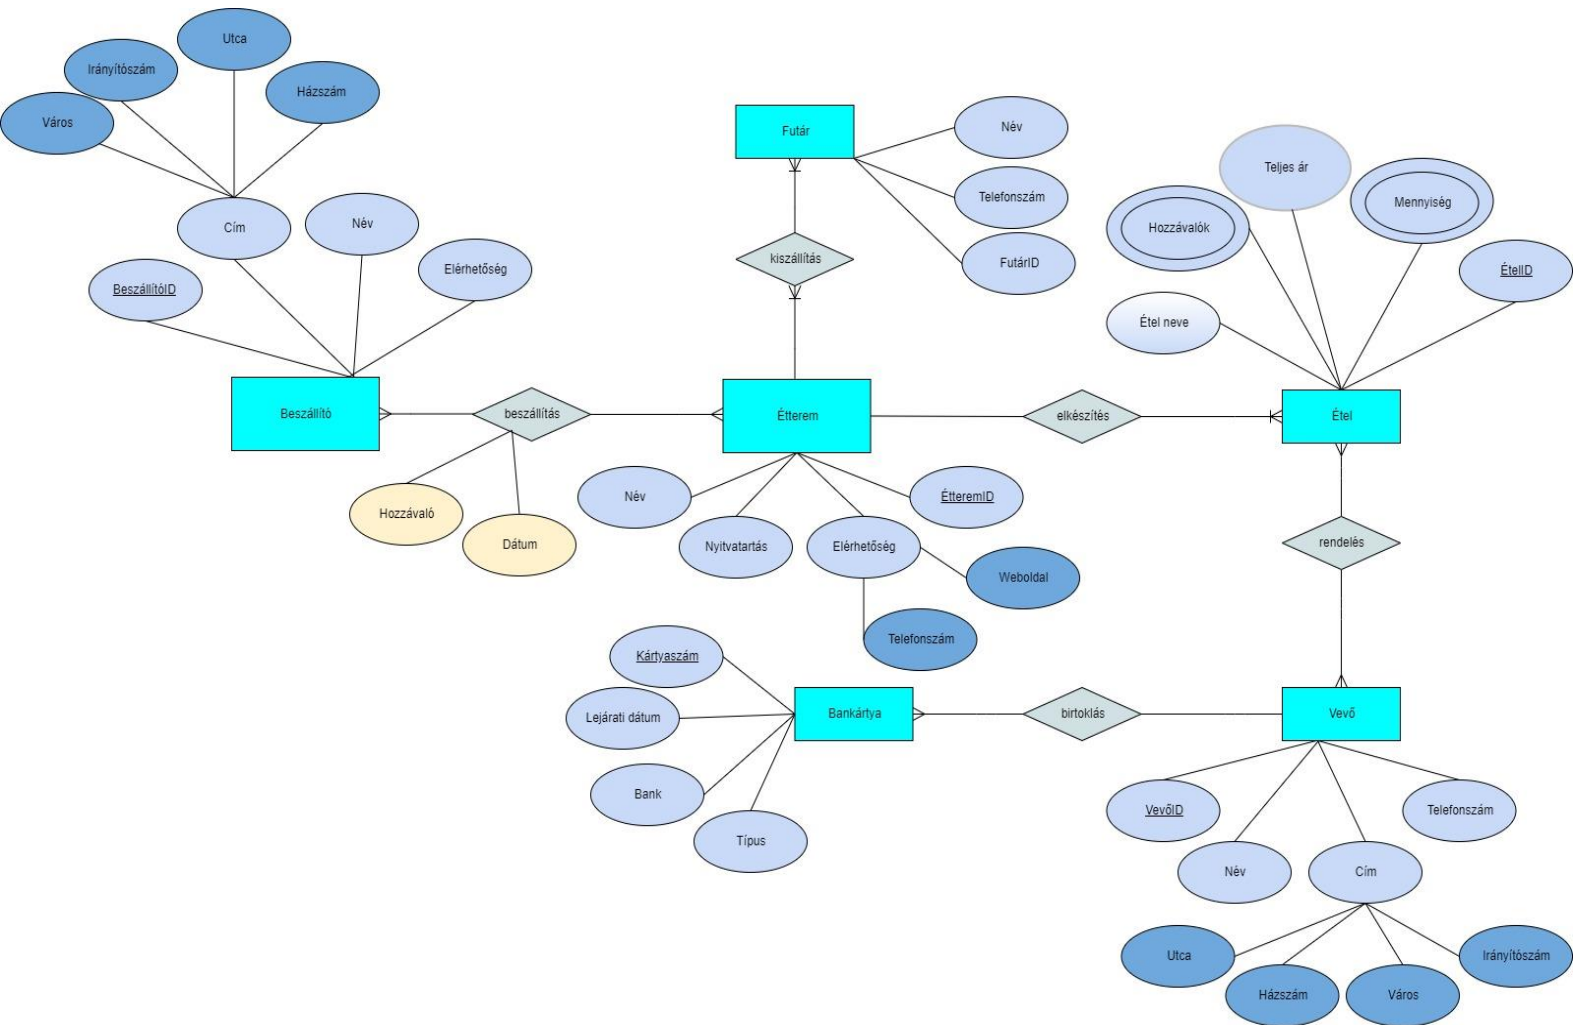 Utca
Irányítószám
Házszám
Város
Cím
Név
Elérhetőség
BeszállítóID
Beszállító
beszállítás
Hozzávaló
Dátum
Futár
Név
Telefonszám
FutárID
kiszállítás
Étterem
Név
Nyitvatartás
Elérhetőség
ÉtteremID
Weboldal
Telefonszám
elkészítés
Teljes ár
Hozzávalók
Mennyiség
ÉtelID
Étel neve
Étel
rendelés
Kártyaszám
Lejárati dátum
Bank
Típus
Bankártya
birtoklás
Vevő
VevőID
Név
Cím
Telefonszám
Utca
Házszám
Város
Irányítószám